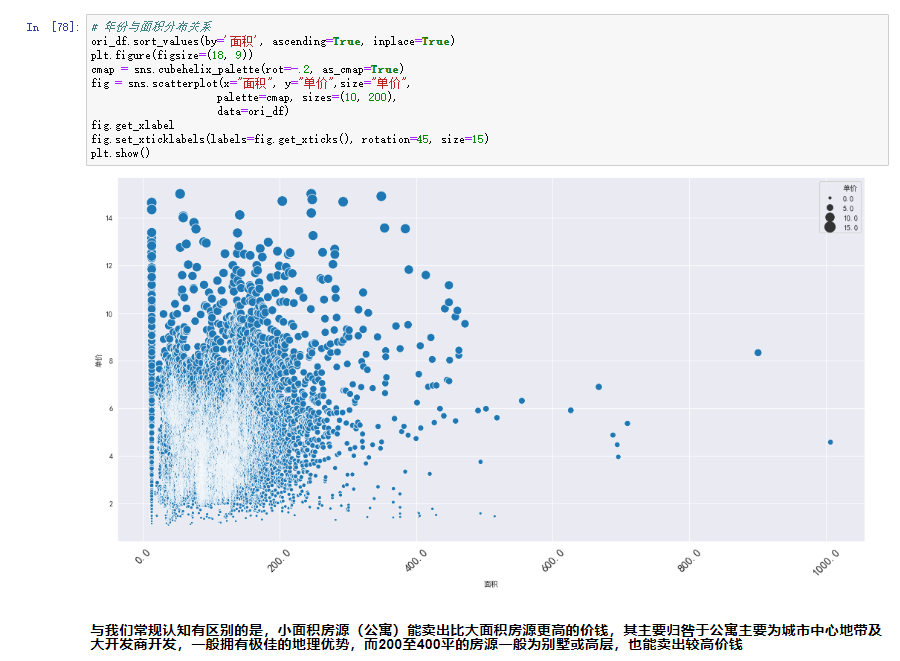 In [78]:
# 年份与面积分布关系
ori_df.sort_values(by='面积', ascending=True, inplace=True)
plt.figure(figsize=(18, 9))
cmap = sns.cubehelix_palette(rot=-.2, as_cmap=True)
fig = sns.scatterplot(x="面积", y="单价",size="单价",
palette=cmap, sizes=(10, 200),
data=ori_df)
fig.get_xlabel
fig.set_xticklabels(labels=fig.get_xticks(), rotation=45, size=15)
plt.show()
单价
0.0
5.0
10.0
15.0
14
12
10
8
6
4
2
单价
0.0
200.0
400.0
600.0
800.0
1000.0
面积
与我们常规认知有区别的是，小面积房源（公寓）能卖出比大面积房源更高的价钱，其主要归咎于公寓主要为城市中心地带及
大开发商开发，一般拥有极佳的地理优势，而200至400平的房源一般为别墅或高层，也能卖出较高价钱